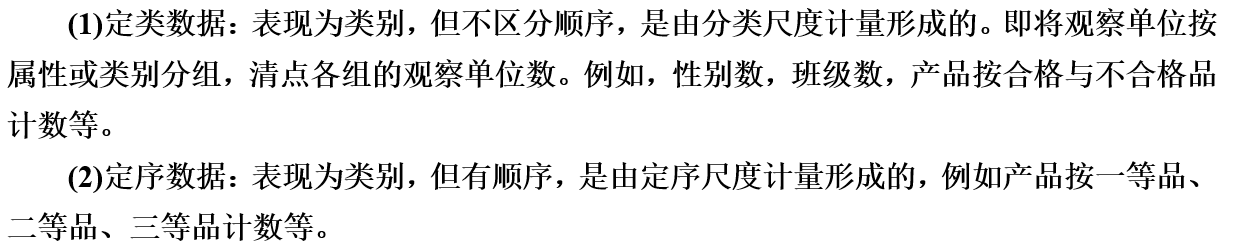 (1)定类数据：表现为类别，但不区分顺序，是由分类尺度计量形成的。即将观察单位按
属性或类别分组，清点各组的观察单位数。例如，性别数，班级数，产品按合格与不合格品
计数等。
(2)定序数据：表现为类别，但有顺序，是由定序尺度计量形成的，例如产品按一等品、
二等品、三等品计数等。